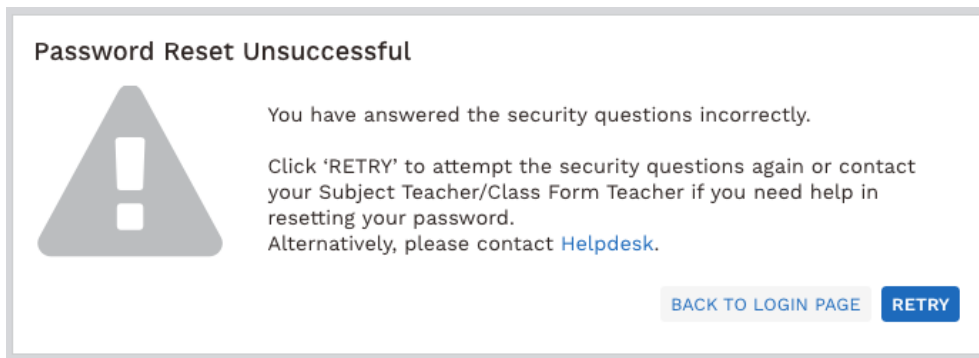 Password Reset Unsuccessful
You have answered the security questions incorrectly.
Click ‘RETRY’ to attempt the security questions again or contact
your Subject Teacher/Class Form Teacher if you need help in
resetting your password.
Alternatively, please contact Helpdesk.
BACK TO LOGIN PAGE RETRY